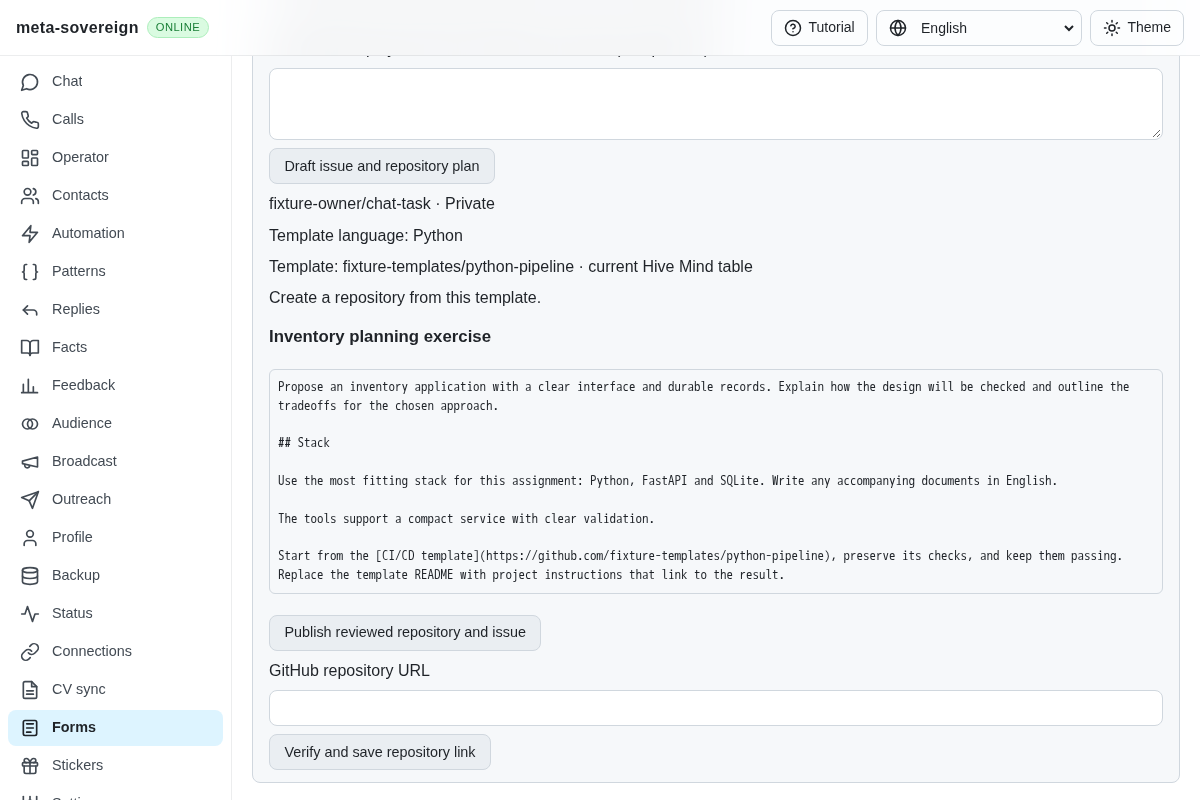 meta-sovereign ONLINE
Tutorial
English
Theme
Chat
Calls
Operator
Contacts
Automation
Patterns
Replies
Facts
Feedback
Audience
Broadcast
Outreach
Profile
Backup
Status
Connections
CV sync
Forms
Stickers
Draft issue and repository plan
fixture-owner/chat-task · Private
Template language: Python
Template: fixture-templates/python-pipeline · current Hive Mind table
Create a repository from this template.
Inventory planning exercise
Propose an inventory application with a clear interface and durable records. Explain how the design will be checked and outline the
tradeoffs for the chosen approach.
## Stack
Use the most fitting stack for this assignment: Python, FastAPI and SQLite. Write any accompanying documents in English.
The tools support a compact service with clear validation.
Start from the [CI/CD template](https://github.com/fixture-templates/python-pipeline), preserve its checks, and keep them passing.
Replace the template README with project instructions that link to the result.
Publish reviewed repository and issue
GitHub repository URL
Verify and save repository link